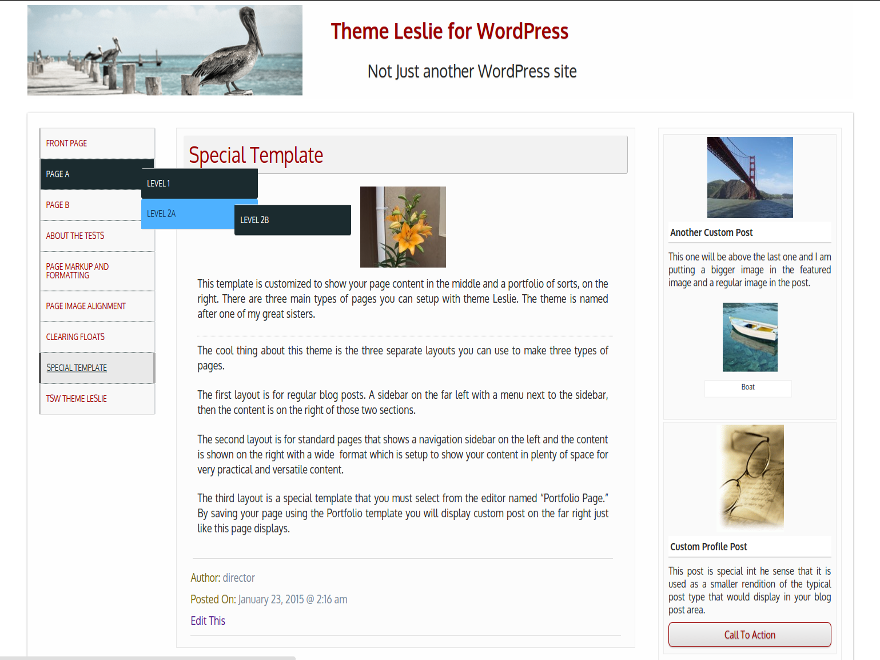 Theme Leslie for WordPress
Not Just another WordPress site
FRONT PAGE
PAGE A
PAGE B
ABOUT THE TESTS
PAGE MARKUP AND
FORMATTING
PAGE IMAGE ALIGNMENT
CLEARING FLOATS
SPECIAL TEMPLATE
TSW THEME LESLIE
LEVEL 1
LEVEL 2A
LEVEL 2B
Special Template
This template is customized to show your page content in the middle and a portfolio of sorts, on the
right. There are three main types of pages you can setup with theme Leslie. The theme is named
after one of my great sisters.
The cool thing about this theme is the three separate layouts you can use to make three types of
pages.
The first layout is for regular blog posts. A sidebar on the far left with a menu next to the sidebar,
then the content is on the right of those two sections.
The second layout is for standard pages that shows a navigation sidebar on the left and the content
is shown on the right with a wide format which is setup to show your content in plenty of space for
very practical and versatile content.
The third layout is a special template that you must select from the editor named “Portfolio Page.”
By saving your page using the Portfolio template you will display custom post on the far right just
like this page displays.
Author: director
Posted On: January 23, 2015 @ 2:16 am
Edit This
Another Custom Post
This one will be above the last one and I am
putting a bigger image in the featured
image and a regular image in the post.
Boat
Custom Profile Post
This post is special int he sense that it is
used as a smaller rendition of the typical
post type that would display in your blog
post area.
Call To Action